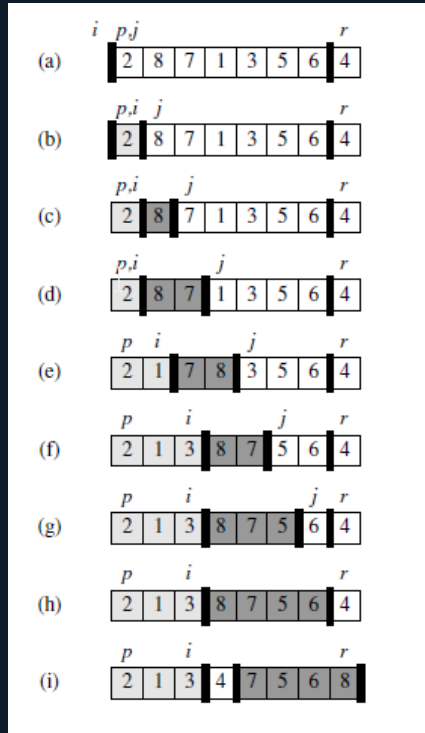 i p,j r
(a) 2 8 7 1 3 5 6 4
p,i j r
(b) 2 8 7 1 3 5 6 4
p,i j r
(c) 2 8 7 1 3 5 6 4
p,i j r
(d) 2 8 7 1 3 5 6 4
p i j r
(e) 2 1 7 8 3 5 6 4
p i j r
(f) 2 1 3 8 7 5 6 4
p i j r
(g) 2 1 3 8 7 5 6 4
p i r
(h) 2 1 3 8 7 5 6 4
p i r
(i) 2 1 3 4 7 5 6 8